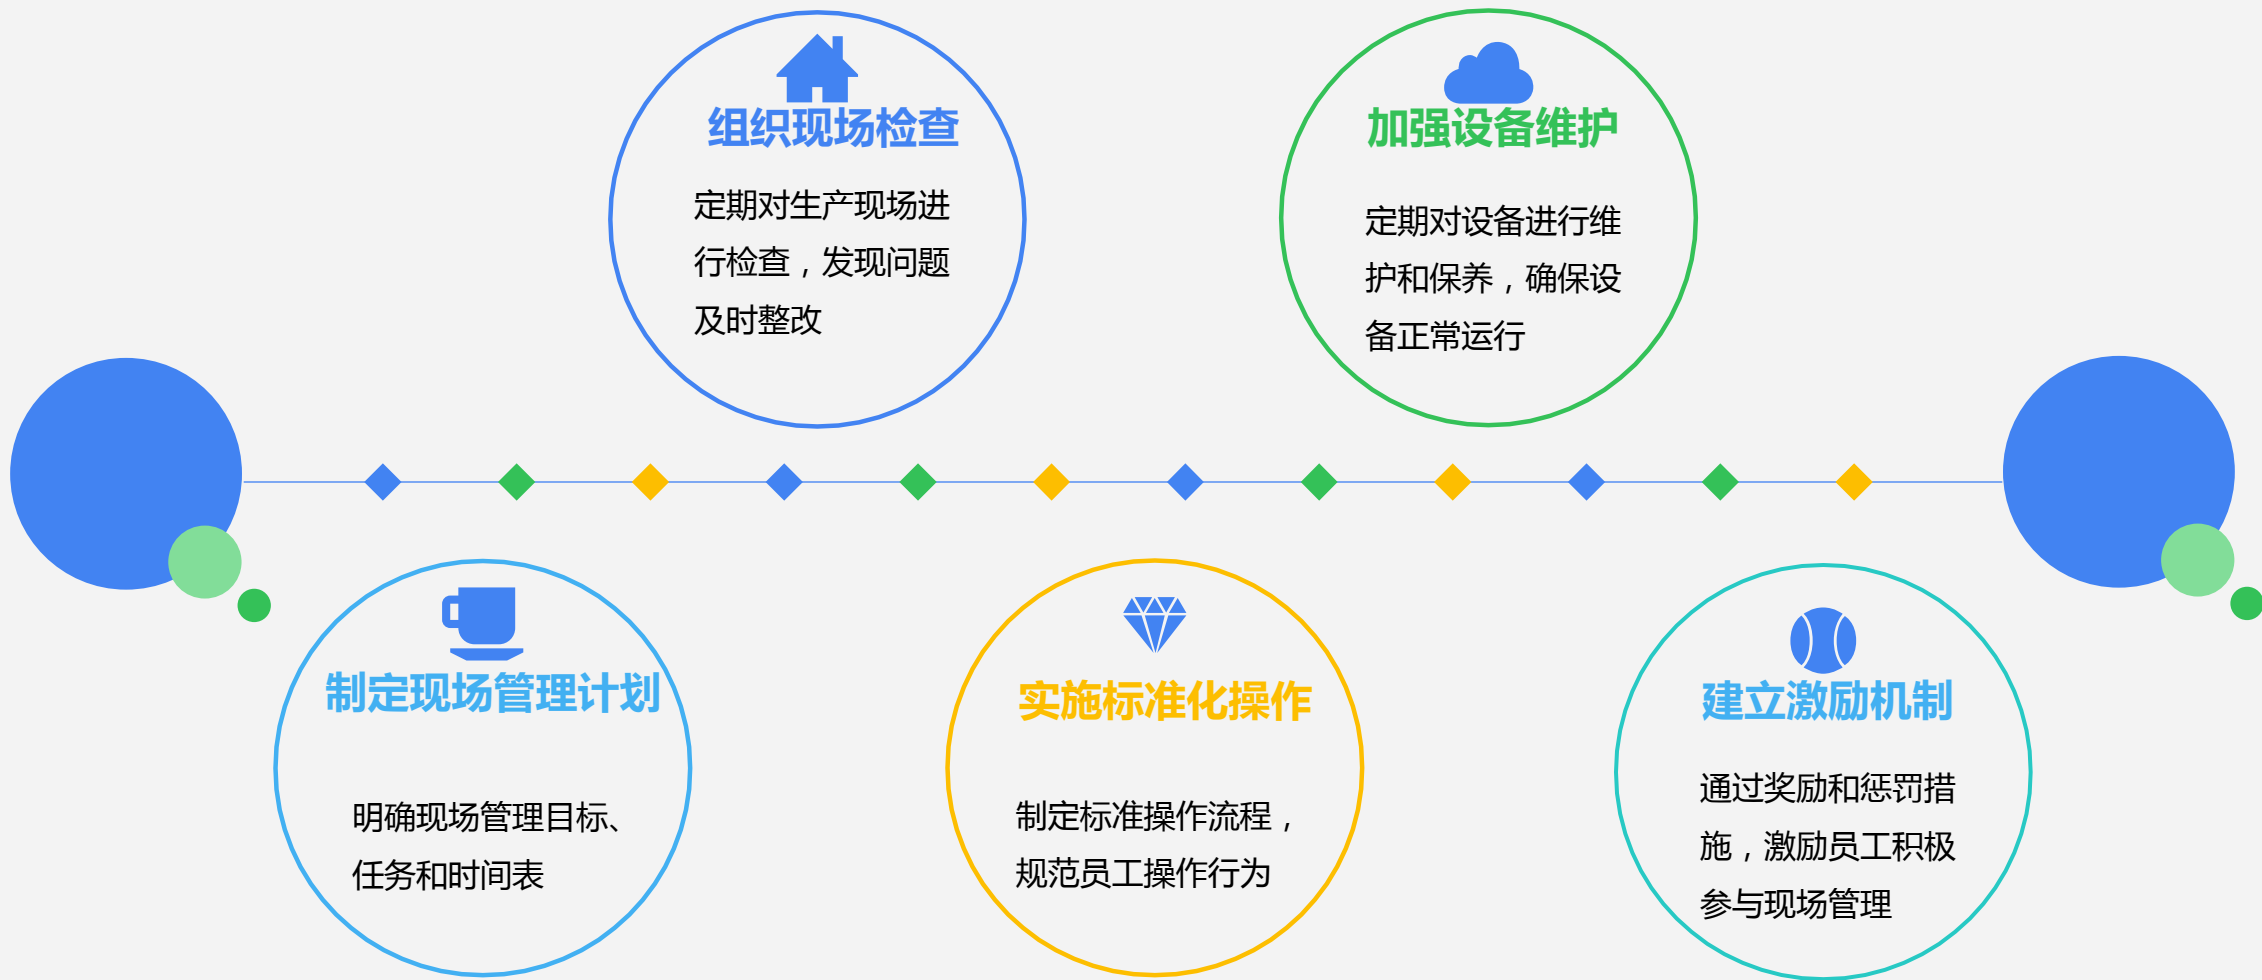 组织现场检查
定期对生产现场进
行检查，发现问题
及时整改
加强设备维护
定期对设备进行维
护和保养，确保设
备正常运行
制定现场管理计划
明确现场管理目标、
任务和时间表
实施标准化操作
制定标准操作流程，
规范员工操作行为
建立激励机制
通过奖励和惩罚措
施，激励员工积极
参与现场管理